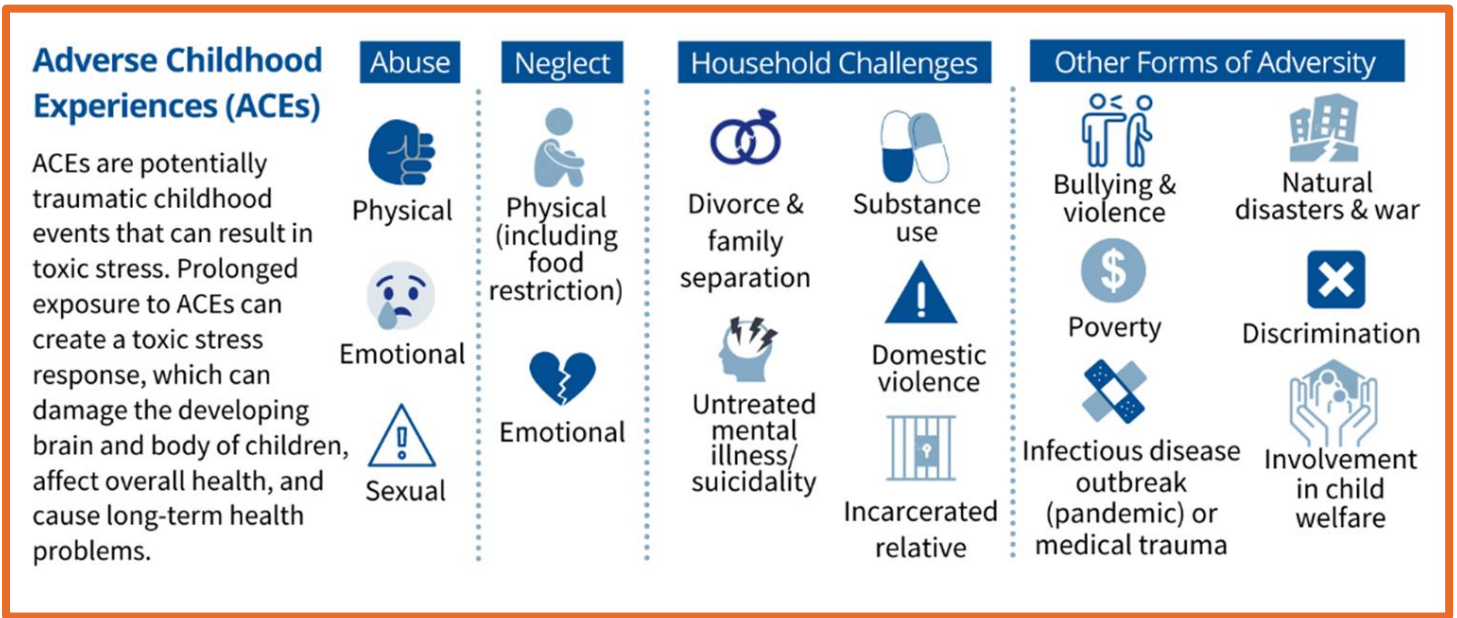 Adverse Childhood
Experiences (ACEs)
ACEs are potentially
traumatic childhood
events that can result in
toxic stress. Prolonged
exposure to ACEs can
create a toxic stress
response, which can
damage the developing
brain and body of children,
affect overall health, and
cause long-term health
problems.
Abuse
Physical
Emotional
Sexual
Neglect
Physical
(including
food
restriction)
Emotional
Household Challenges
Divorce &
family
separation
Substance
use
Untreated
mental
illness/
suicidality
Domestic
violence
Incarcerated
relative
Other Forms of Adversity
Bullying &
violence
Natural
disasters & war
$
Poverty
Discrimination
Infectious disease
outbreak
(pandemic) or
medical trauma
Involvement
in child
welfare